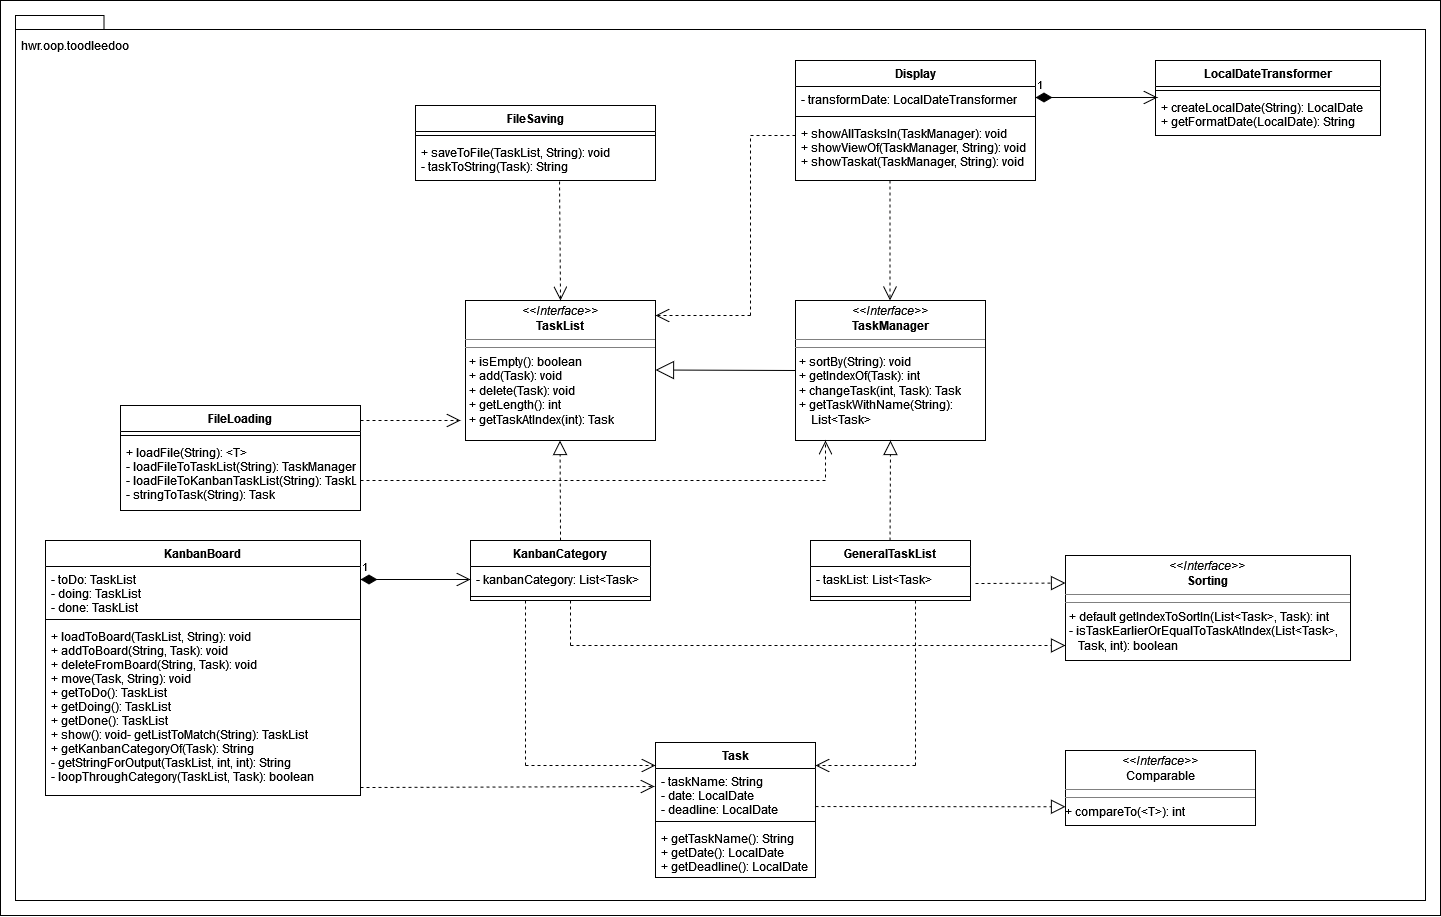 hwr.oop.toodleedoo
Display
- transformDate: LocalDateTransformer
+ showAllTasksIn(TaskManager): void
+ showViewOf(TaskManager, String): void
+ showTaskat(TaskManager, String): void
1
LocalDateTransformer
+ createLocalDate(String): LocalDate
+ getFormatDate(LocalDate): String
FileSaving
+ saveToFile(TaskList, String): void
- taskToString(Task): String
<<Interface>>
TaskList
+ isEmpty(): boolean
+ add(Task): void
+ delete(Task): void
+ getLength(): int
+ getTaskAtIndex(int): Task
<<Interface>>
TaskManager
+ sortBy(String): void
+ getIndexOf(Task): int
+ changeTask(int, Task): Task
+ getTaskWithName(String):
List<Task>
FileLoading
+ loadFile(String): <T>
- loadFileToTaskList(String): TaskManager
- loadFileToKanbanTaskList(String): TaskL
- stringToTask(String): Task
KanbanBoard
- toDo: TaskList
- doing: TaskList
- done: TaskList
+ loadToBoard(TaskList, String): void
+ addToBoard(String, Task): void
+ deleteFromBoard(String, Task): void
+ move(Task, String): void
+ getToDo(): TaskList
+ getDoing(): TaskList
+ getDone(): TaskList
+ show(): void- getListToMatch(String): TaskList
+ getKanbanCategoryOf(Task): String
- getStringForOutput(TaskList, int, int): String
- loopThroughCategory(TaskList, Task): boolean
1
KanbanCategory
- kanbanCategory: List<Task>
GeneralTaskList
- taskList: List<Task>
<<Interface>>
Sorting
+ default getIndexToSortIn(List<Task>, Task): int
- isTaskEarlierOrEqualToTaskAtIndex(List<Task>,
Task, int): boolean
Task
- taskName: String
- date: LocalDate
- deadline: LocalDate
+ getTaskName(): String
+ getDate(): LocalDate
+ getDeadline(): LocalDate
<<Interface>>
Comparable
+ compareTo(<T>): int